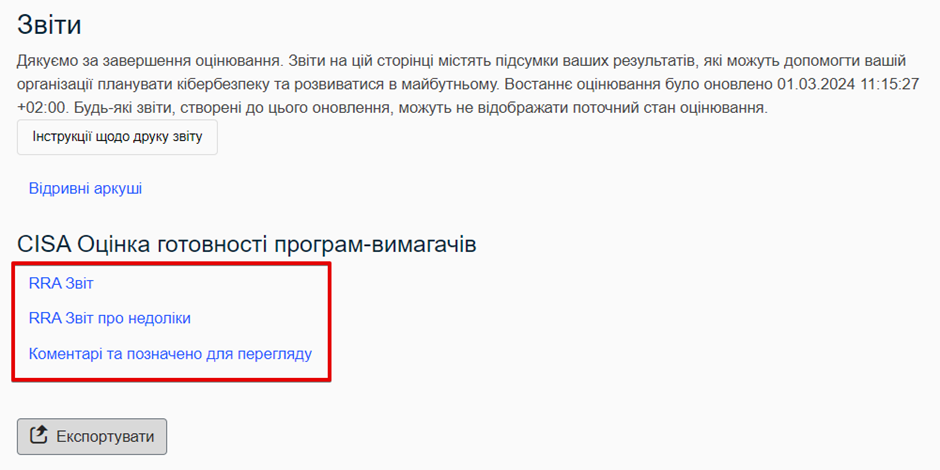 Звіти
Дякуємо за завершення оцінювання. Звіти на цій сторінці містять підсумки ваших результатів, які можуть допомогти вашій
організації планувати кібербезпеку та розвиватися в майбутньому. Востаннє оцінювання було оновлено 01.03.2024 11:15:27
+02:00. Будь-які звіти, створені до цього оновлення, можуть не відображати поточний стан оцінювання.
Інструкції щодо друку звіту
Відривні аркуші
CISA Оцінка готовності програм-вимагачів
RRA Звіт
RRA Звіт про недоліки
Коментарі та позначено для перегляду
Експортувати